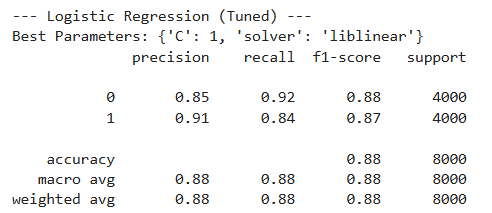 --- Logistic Regression (Tuned) ---
Best Parameters: {'C': 1, 'solver': 'liblinear'}
precision recall f1-score support
0 0.85 0.92 0.88 4000
1 0.91 0.84 0.87 4000
accuracy 0.88 8000
macro avg 0.88 0.88 0.88 8000
weighted avg 0.88 0.88 0.88 8000